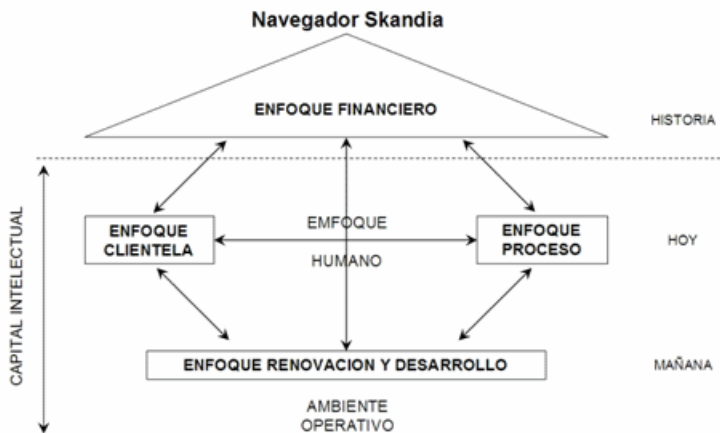 Navegador Skandia
ENFOQUE FINANCIERO
HISTORIA
CAPITAL INTELECTUAL
ENFOQUE
CLIENTELA
EMFOQUE
HUMANO
ENFOQUE
PROCESO
HOY
ENFOQUE RENOVACION Y DESARROLLO
MAÑANA
AMBIENTE
OPERATIVO